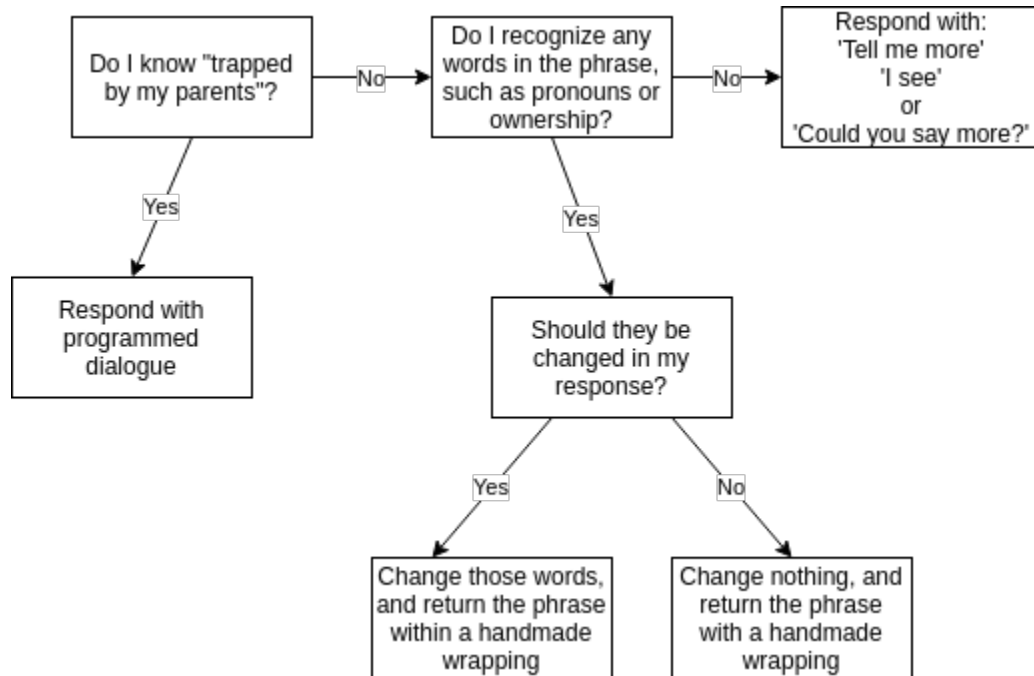 Do I know "trapped
by my parents"?
No
Do I recognize any
words in the phrase,
such as pronouns or
ownership?
No
Respond with:
'Tell me more'
'I see'
or
'Could you say more?'
Yes
Respond with
programmed
dialogue
Yes
Should they be
changed in my
response?
Yes
Change those words,
and return the phrase
within a handmade
wrapping
No
Change nothing, and
return the phrase
with a handmade
wrapping